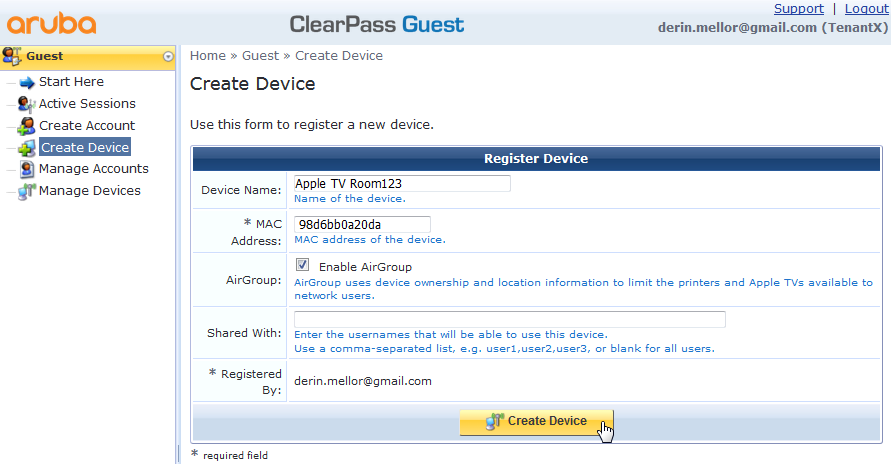 aruba
ClearPass Guest
Support | Logout
derin.mellor@gmail.com (TenantX)
Guest
Start Here
Active Sessions
Create Account
Create Device
Manage Accounts
Manage Devices
Home » Guest » Create Device
Create Device
Use this form to register a new device.
Register Device
Device Name:
Apple TV Room123
Name of the device.
* MAC
Address:
98d6bb0a20da
MAC address of the device.
AirGroup:
Enable AirGroup
AirGroup uses device ownership and location information to limit the printers and Apple TVs available to
network users.
Shared With:
Enter the usernames that will be able to use this device.
Use a comma-separated list, e.g. user1,user2,user3, or blank for all users.
* Registered
By:
derin.mellor@gmail.com
Create Device
* required field